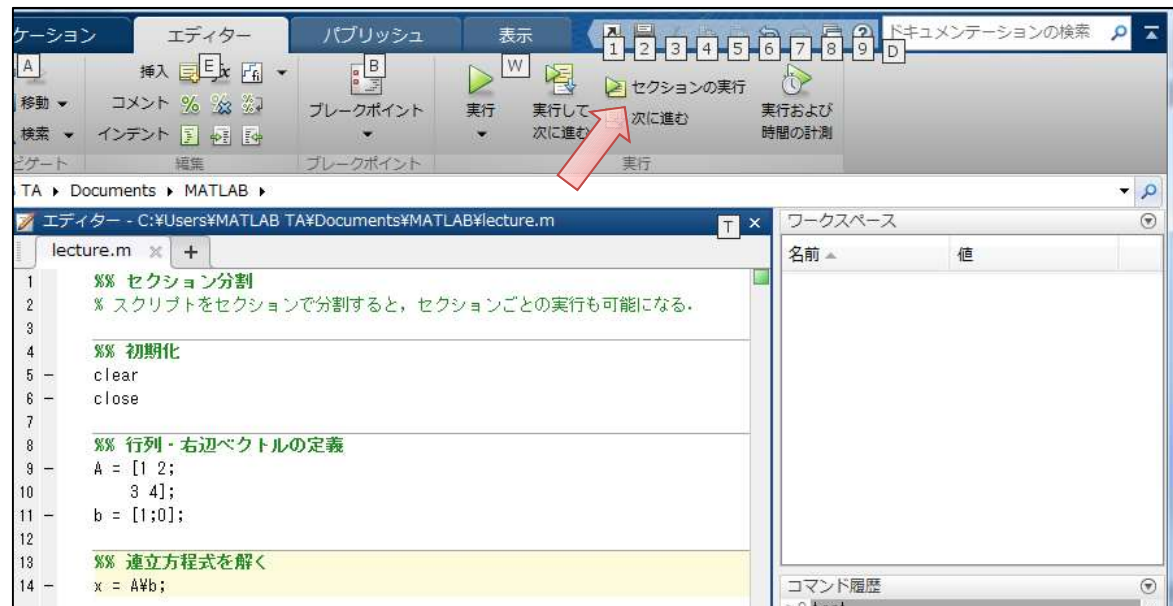 ケーション エディター パブリッシュ 表示 1 2 3 4 5 6 7 8 9 ドキュメンテーションの検索 D
A 挿入 E fx fi B W セクションの実行
移動 コメント % ブレークポイント 実行 実行して 次に進む 次に進む 実行および 時間の計測
検索 インデント
ビゲート 編集 ブレークポイント 実行
TA ▸ Documents ▸ MATLAB ▸
エディター - C:¥Users¥MATLAB TA¥Documents¥MATLAB¥lecture.m T × ワークスペース
lecture.m × + 名前 値
1 %% セクション分割
2 % スクリプトをセクションで分割すると，セクションごとの実行も可能になる．
3
4 %% 初期化
5 – clear
6 – close
7
8 %% 行列・右辺ベクトルの定義
9 – A = [1 2;
10 3 4];
11 – b = [1;0];
12
13 %% 連立方程式を解く
14 – x = A¥b;
コマンド履歴